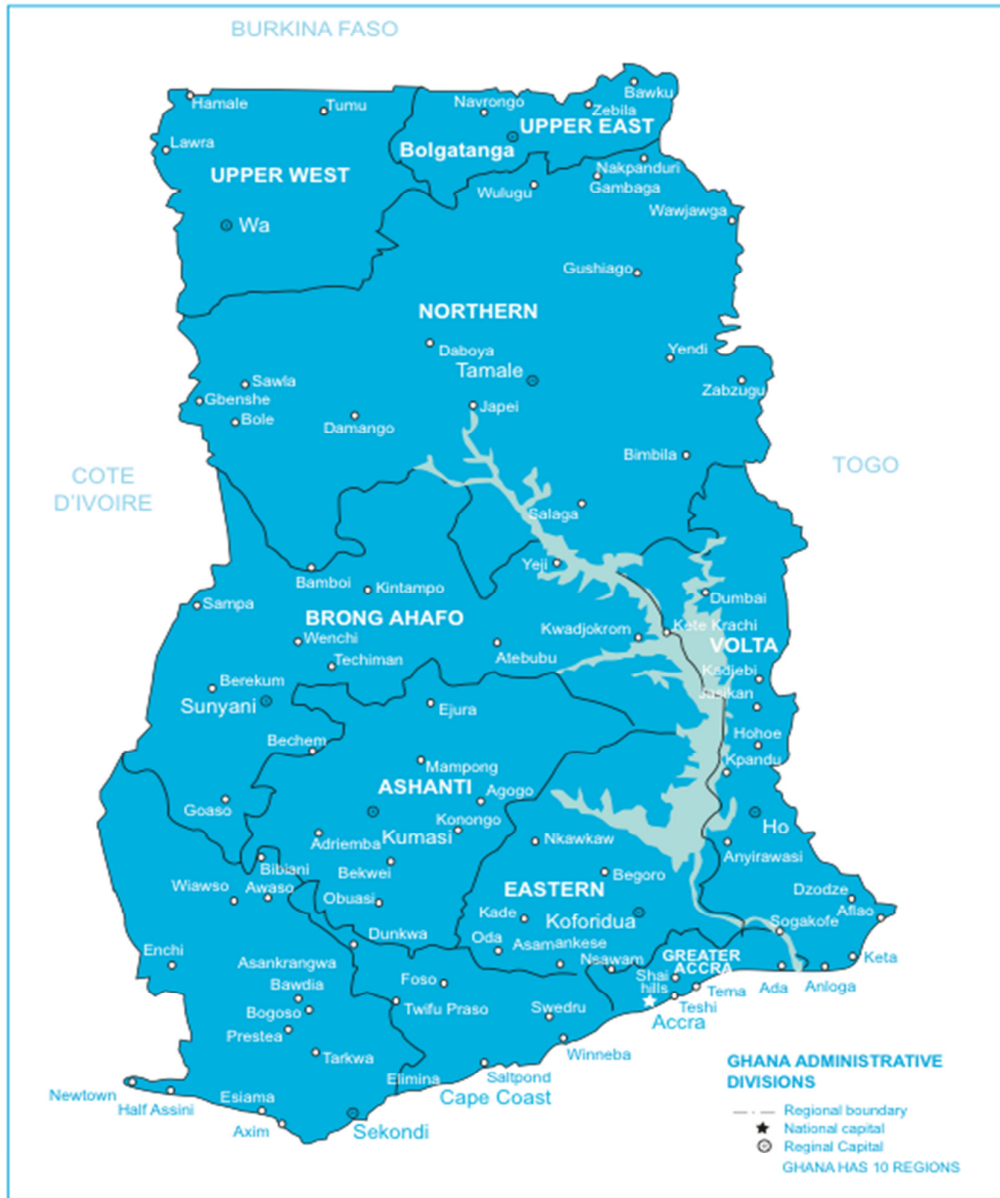 BURKINA FASO
Hamale
Tumu
Navrongo
Bawku
Zebila
UPPER EAST
Lawra
Bolgatanga
UPPER WEST
Nakpanduri
Wulugu
Gambaga
Wa
Wawjawga
Gushiago
NORTHERN
Daboya
Yendi
Tamale
Sawla
Zabzugu
Gbenshe
Japei
Bole
Damango
Bimbila
TOGO
COTE
D'IVOIRE
Salaga
Yeji
Bamboi
Kintampo
Dumbai
Sampa
BRONG AHAFO
Kwadjokrom
Kete Krachi
Wenchi
VOLTA
Techiman
Atebubu
Kadjebi
Berekum
Jasikan
Sunyani
Ejura
Bechem
Hohoe
Mampong
Kpandu
ASHANTI
Agogo
Goaso
Konongo
Ho
Adriemba
Kumasi
Nkawkaw
Anyirawasi
Bibiani
Bekwei
Begoro
Wiawso
Awaso
EASTERN
Dzodze
Obuasi
Kade
Koforidua
Aflao
Sogakofe
Dunkwa
Oda
Asamankese
Enchi
Nsawam
GREATER
ACCRA
Keta
Asankrangwa
Foso
Shai
hills
Bawdia
Tema
Ada
Anloga
Bogoso
Twifu Praso
Swedru
Teshi
Accra
Prestea
Tarkwa
Winneba
Elimina
Saltpond
Newtown
Esiama
Cape Coast
Half Assini
Axim
Sekondi
GHANA ADMINISTRATIVE
DIVISIONS
Regional boundary
National capital
Reginal Capital
GHANA HAS 10 REGIONS